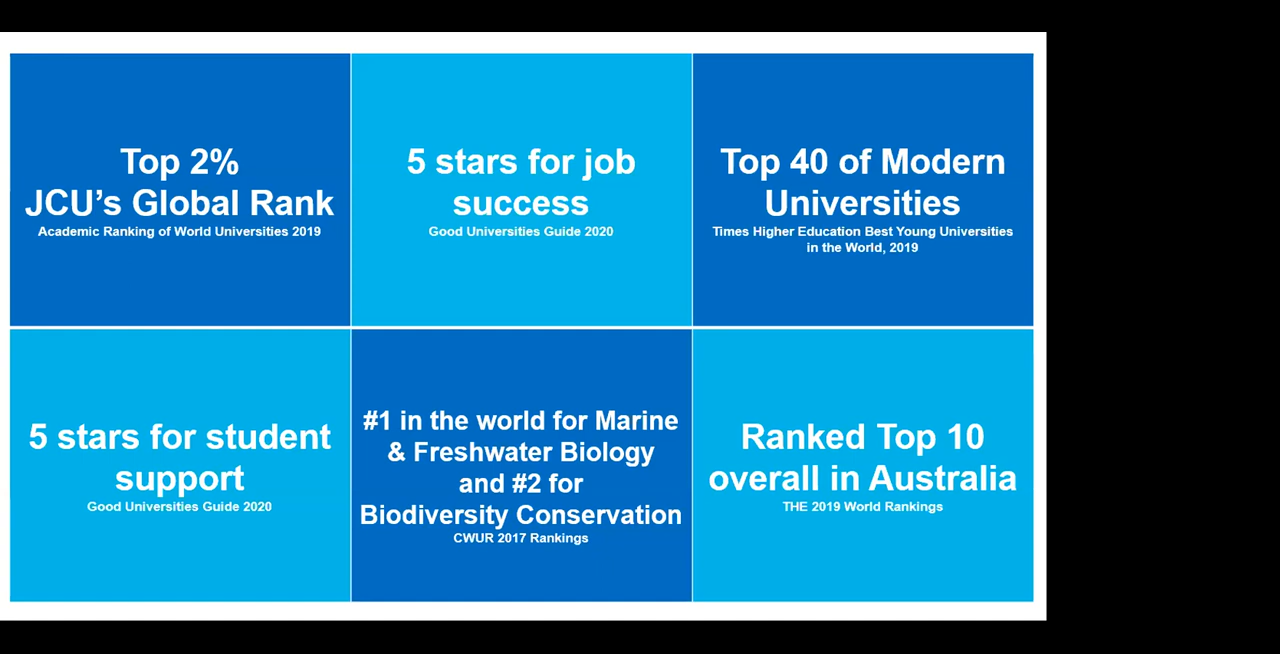 Top 2%
JCU's Global Rank
Academic Ranking of World Universities 2019
5 stars for job
success
Good Universities Guide 2020
Top 40 of Modern
Universities
Times Higher Education Best Young Universities
in the World, 2019
5 stars for student
support
Good Universities Guide 2020
#1 in the world for Marine
& Freshwater Biology
and #2 for
Biodiversity Conservation
CWUR 2017 Rankings
Ranked Top 10
overall in Australia
THE 2019 World Rankings